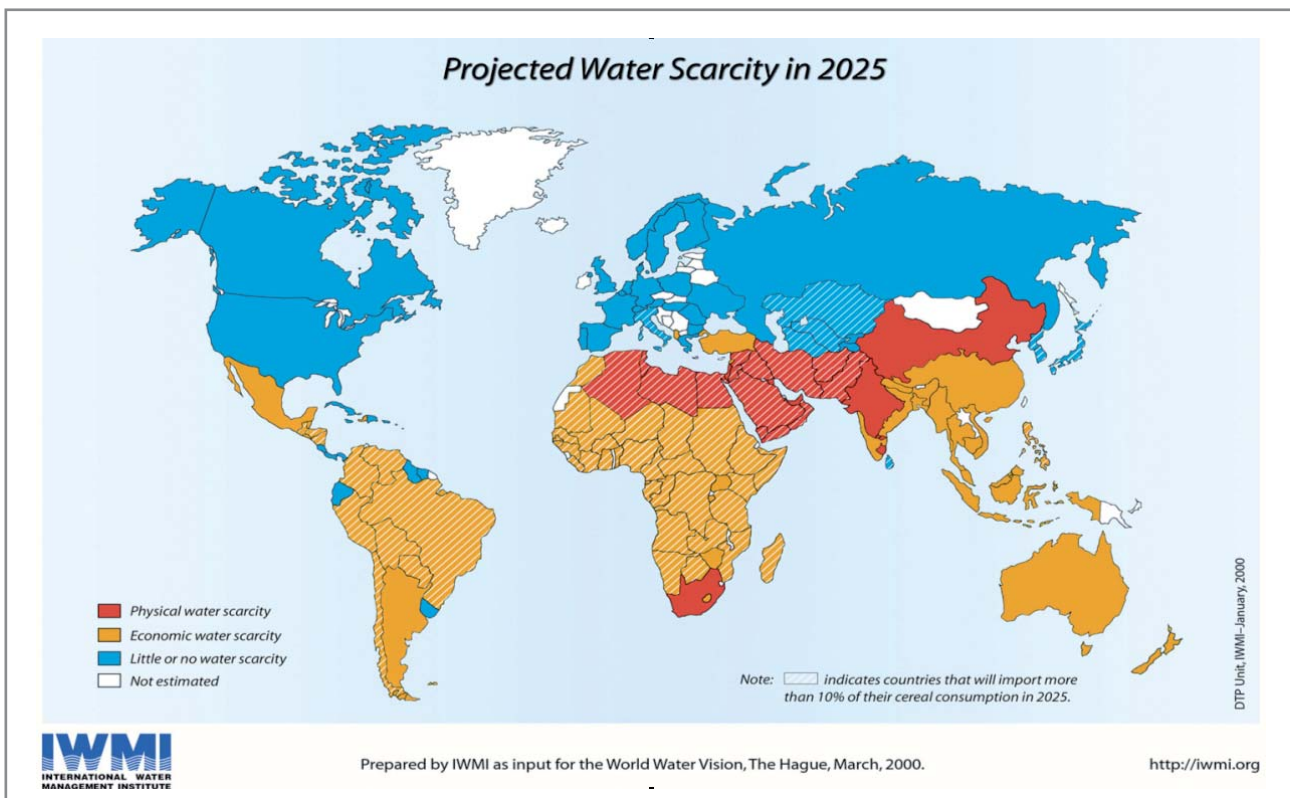 Projected Water Scarcity in 2025
Physical water scarcity
Economic water scarcity
Little or no water scarcity
Not estimated
Note: indicates countries that will import more
than 10% of their cereal consumption in 2025.
DTP Unit, IWMI–January, 2000
IWMI
INTERNATIONAL WATER
MANAGEMENT INSTITUTE
Prepared by IWMI as input for the World Water Vision, The Hague, March, 2000.
http://iwmi.org